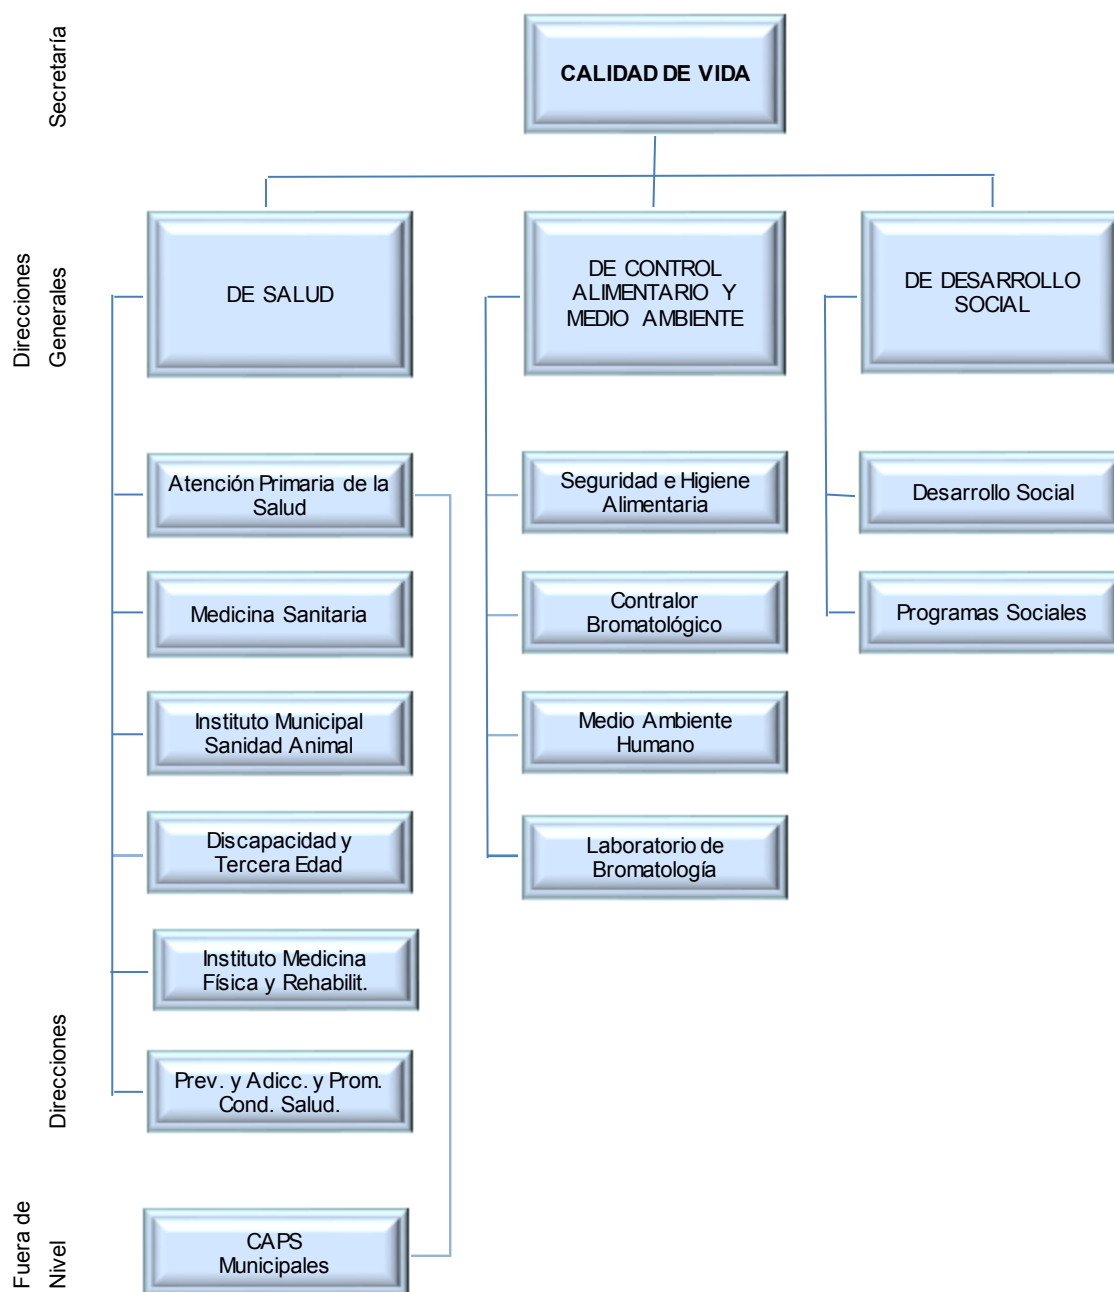 Secretaría
CALIDAD DE VIDA
Direcciones
Generales
DE SALUD
DE CONTROL
ALIMENTARIO Y
MEDIO AMBIENTE
DE DESARROLLO
SOCIAL
Atención Primaria de la
Salud
Seguridad e Higiene
Alimentaria
Desarrollo Social
Medicina Sanitaria
Contralor
Bromatológico
Programas Sociales
Instituto Municipal
Sanidad Animal
Medio Ambiente
Humano
Discapacidad y
Tercera Edad
Laboratorio de
Bromatología
Instituto Medicina
Física y Rehabilit.
Direcciones
Prev. y Adicc. y Prom.
Cond. Salud.
Fuera de
Nivel
CAPS
Municipales